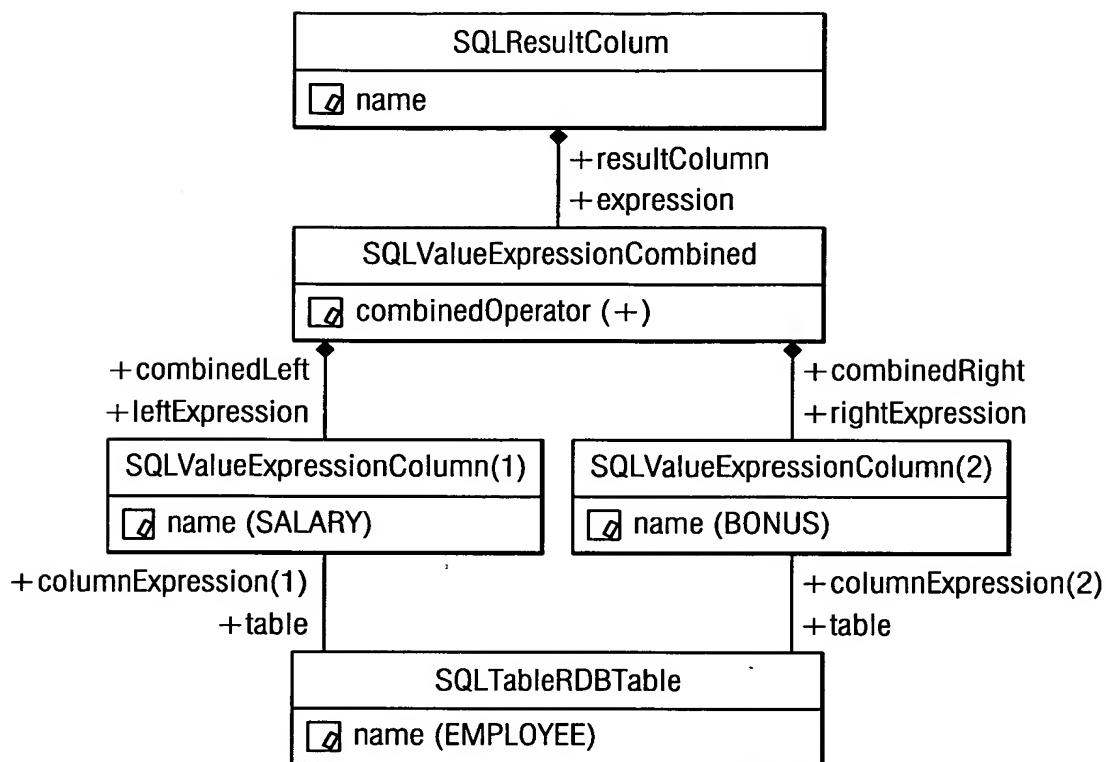 SQLResultColum
name
+resultColumn
+expression
SQLValueExpressionCombined
combinedOperator (+)
+combinedLeft
+leftExpression
+combinedRight
+rightExpression
SQLValueExpressionColumn(1)
name (SALARY)
SQLValueExpressionColumn(2)
name (BONUS)
+columnExpression(1)
+table
+columnExpression(2)
+table
SQLTableRDBTable
name (EMPLOYEE)